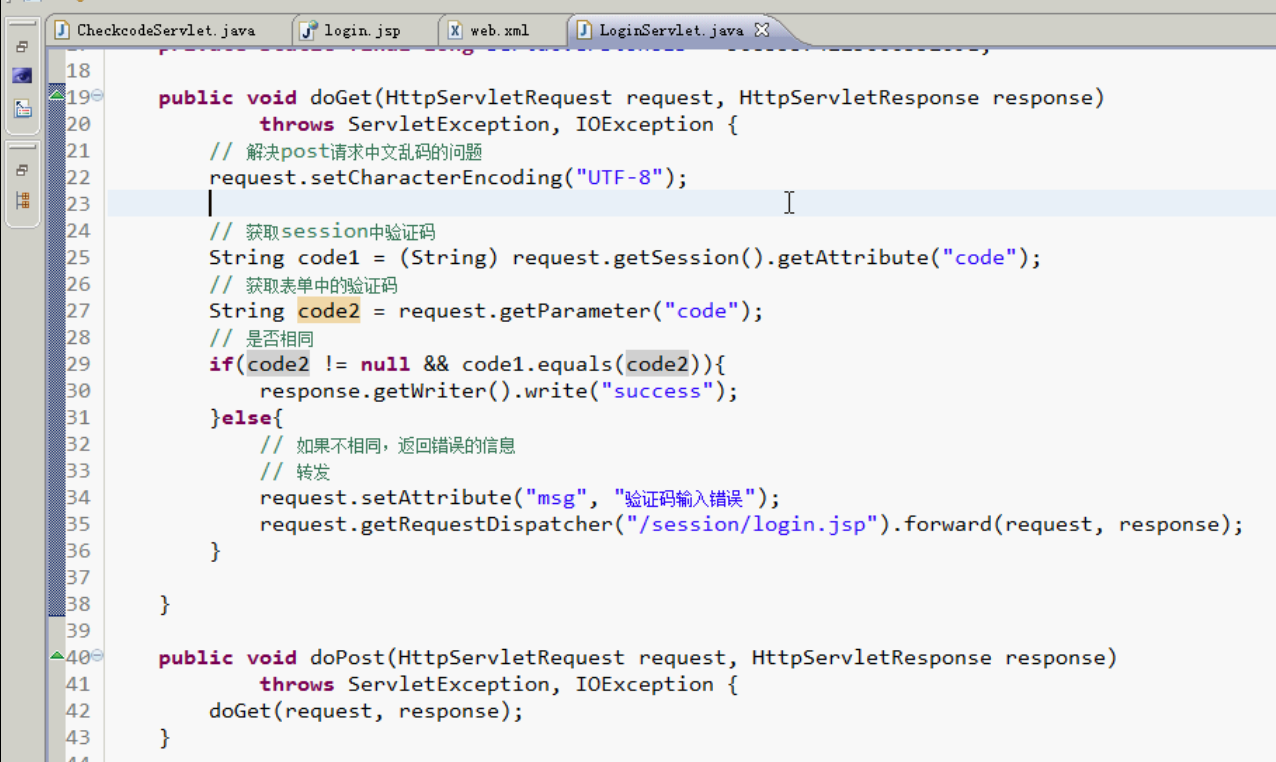 CheckcodeServlet.java login.jsp web.xml LoginServlet.java
18
19 public void doGet(HttpServletRequest request, HttpServletResponse response)
20 throws ServletException, IOException {
21 // 解决post请求中文乱码的问题
22 request.setCharacterEncoding("UTF-8");
23
24 // 获取session中验证码
25 String code1 = (String) request.getSession().getAttribute("code");
26 // 获取表单中的验证码
27 String code2 = request.getParameter("code");
28 // 是否相同
29 if(code2 != null && code1.equals(code2)){
30 response.getWriter().write("success");
31 }else{
32 // 如果不相同，返回错误的信息
33 // 转发
34 request.setAttribute("msg", "验证码输入错误");
35 request.getRequestDispatcher("/session/login.jsp").forward(request, response);
36 }
37
38 }
39
40 public void doPost(HttpServletRequest request, HttpServletResponse response)
41 throws ServletException, IOException {
42 doGet(request, response);
43 }